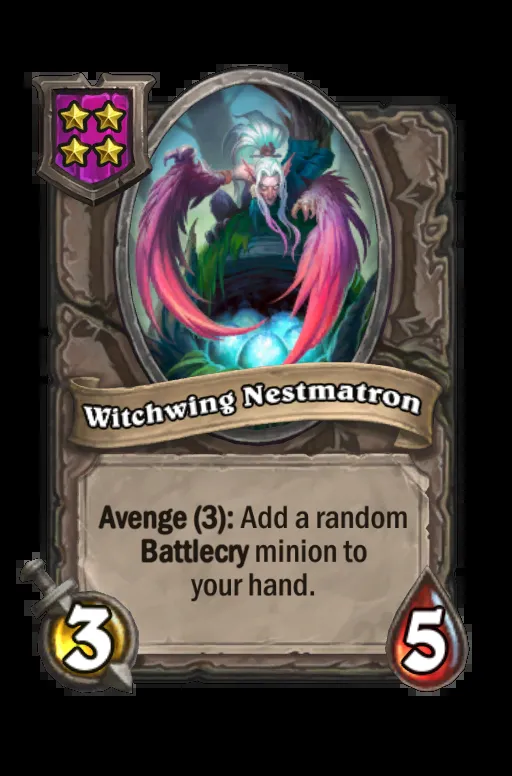 Witchwing Nestmatron
Avenge (3): Add a random
Battlecry minion to
your hand.
3
5